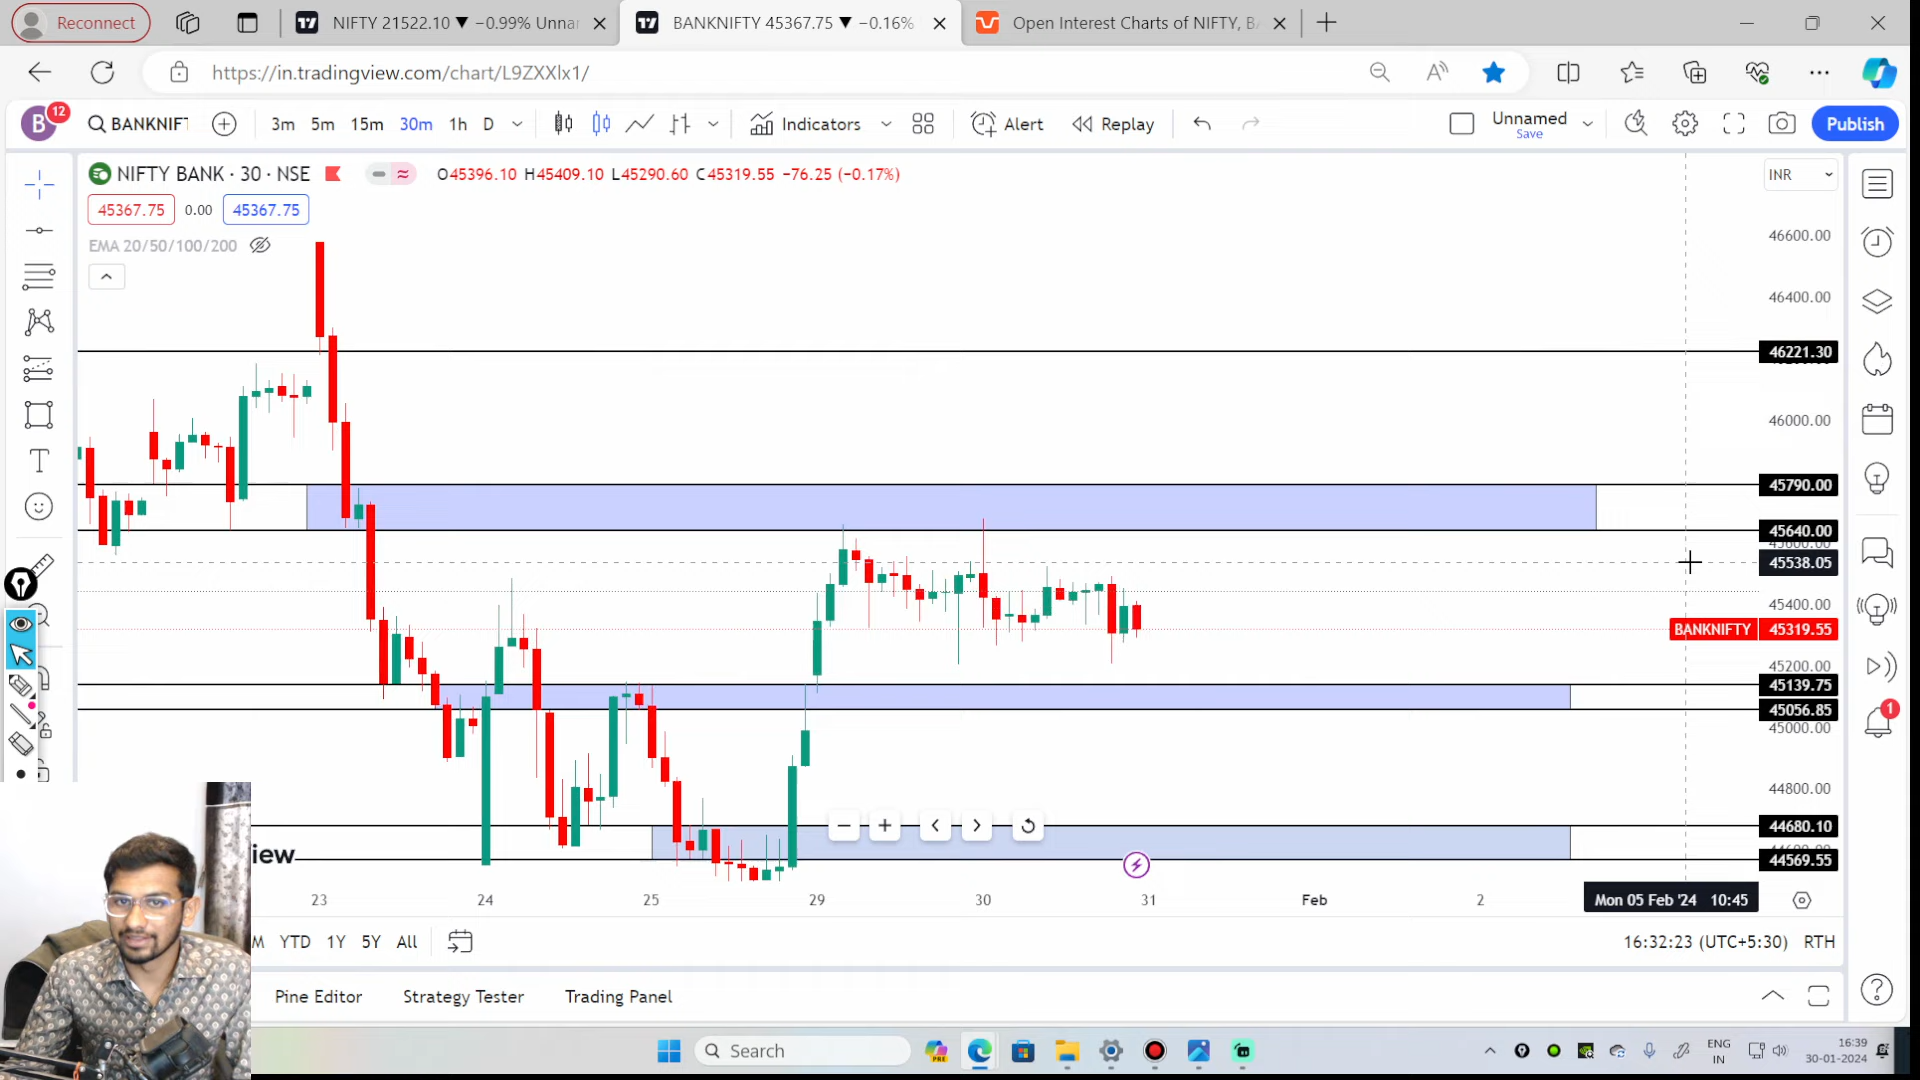 Reconnect
NIFTY 21522.10 ▼ −0.99% Unnar
BANKNIFTY 45367.75 ▼ −0.16%
Open Interest Charts of NIFTY, BA
https://in.tradingview.com/chart/L9ZXXlx1/
B
12
BANKNIFT
3m 5m 15m 30m 1h D
Indicators
Alert
Replay
Unnamed
Save
Publish
NIFTY BANK · 30 · NSE
O45396.10 H45409.10 L45290.60 C45319.55 −76.25 (−0.17%)
INR
45367.75 0.00 45367.75
EMA 20/50/100/200
46600.00
46400.00
46221.30
46000.00
45790.00
45640.00
45600.00
45538.05
45400.00
BANKNIFTY 45319.55
45200.00
45139.75
45056.85
45000.00
44800.00
44680.10
44569.55
iew
23 24 25 29 30 31 Feb 2
Mon 05 Feb '24 10:45
M YTD 1Y 5Y All
16:32:23 (UTC+5:30) RTH
1
Pine Editor Strategy Tester Trading Panel
Search
PRE
ENG
IN
16:39
30-01-2024